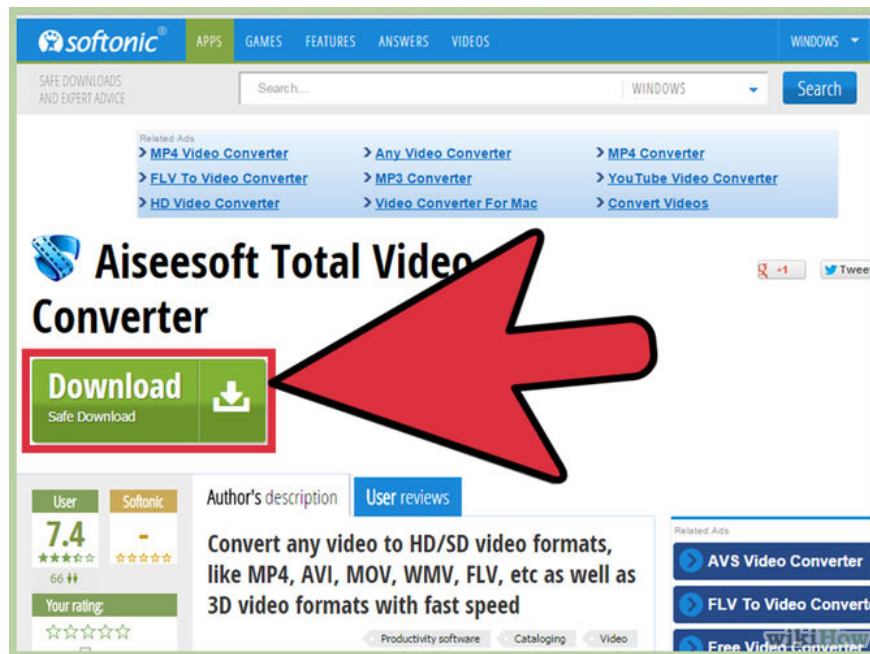 softonic®
APPS GAMES FEATURES ANSWERS VIDEOS WINDOWS
SAFE DOWNLOADS
AND EXPERT ADVICE
Search... WINDOWS Search
Related Ads
MP4 Video Converter Any Video Converter MP4 Converter
FLV To Video Converter MP3 Converter YouTube Video Converter
HD Video Converter Video Converter For Mac Convert Videos
Aiseesoft Total Video
Converter
+1 Tweet
Download
Safe Download
User Softonic
7.4 -
66
Your rating:
Author's description User reviews
Convert any video to HD/SD video formats,
like MP4, AVI, MOV, WMV, FLV, etc as well as
3D video formats with fast speed
Productivity software Cataloging Video
Related Ads
AVS Video Converter
FLV To Video Convert
Free Video Converter
wikiHow